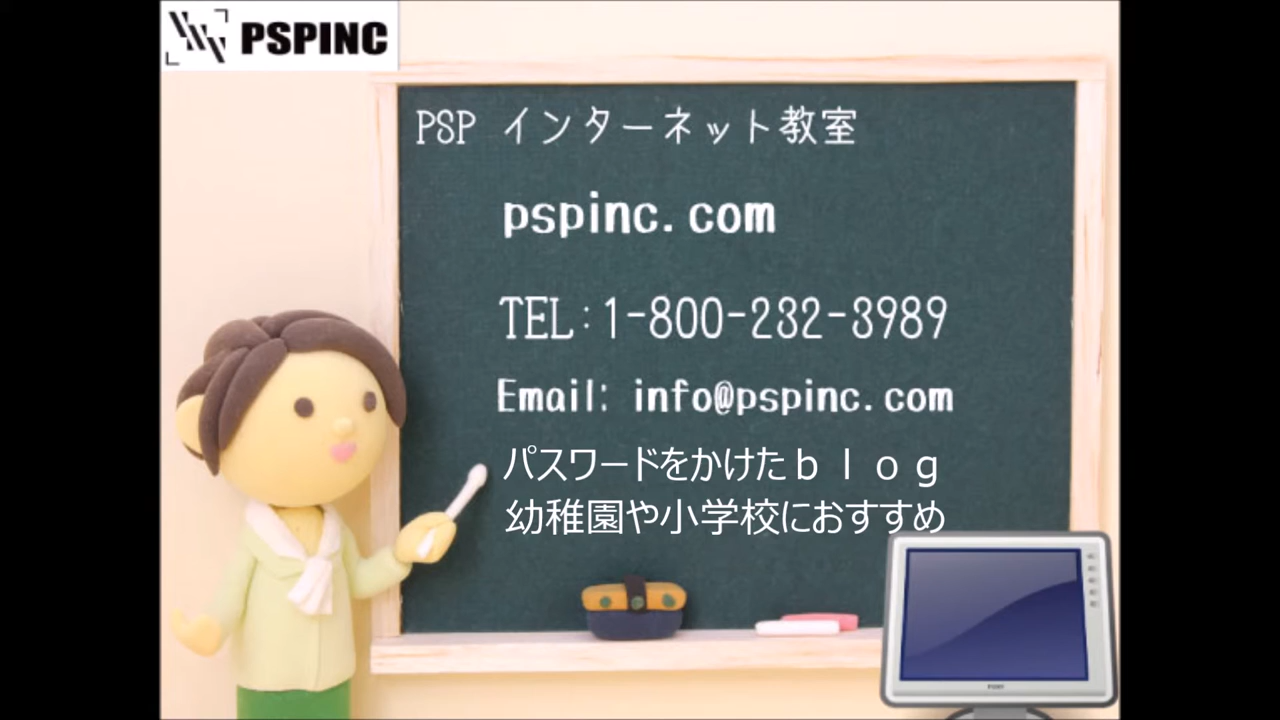 PSPINC
PSP インターネット教室
pspinc.com
TEL:1-800-232-3989
Email: info@pspinc.com
パスワードをかけたｂｌｏｇ
幼稚園や小学校におすすめ